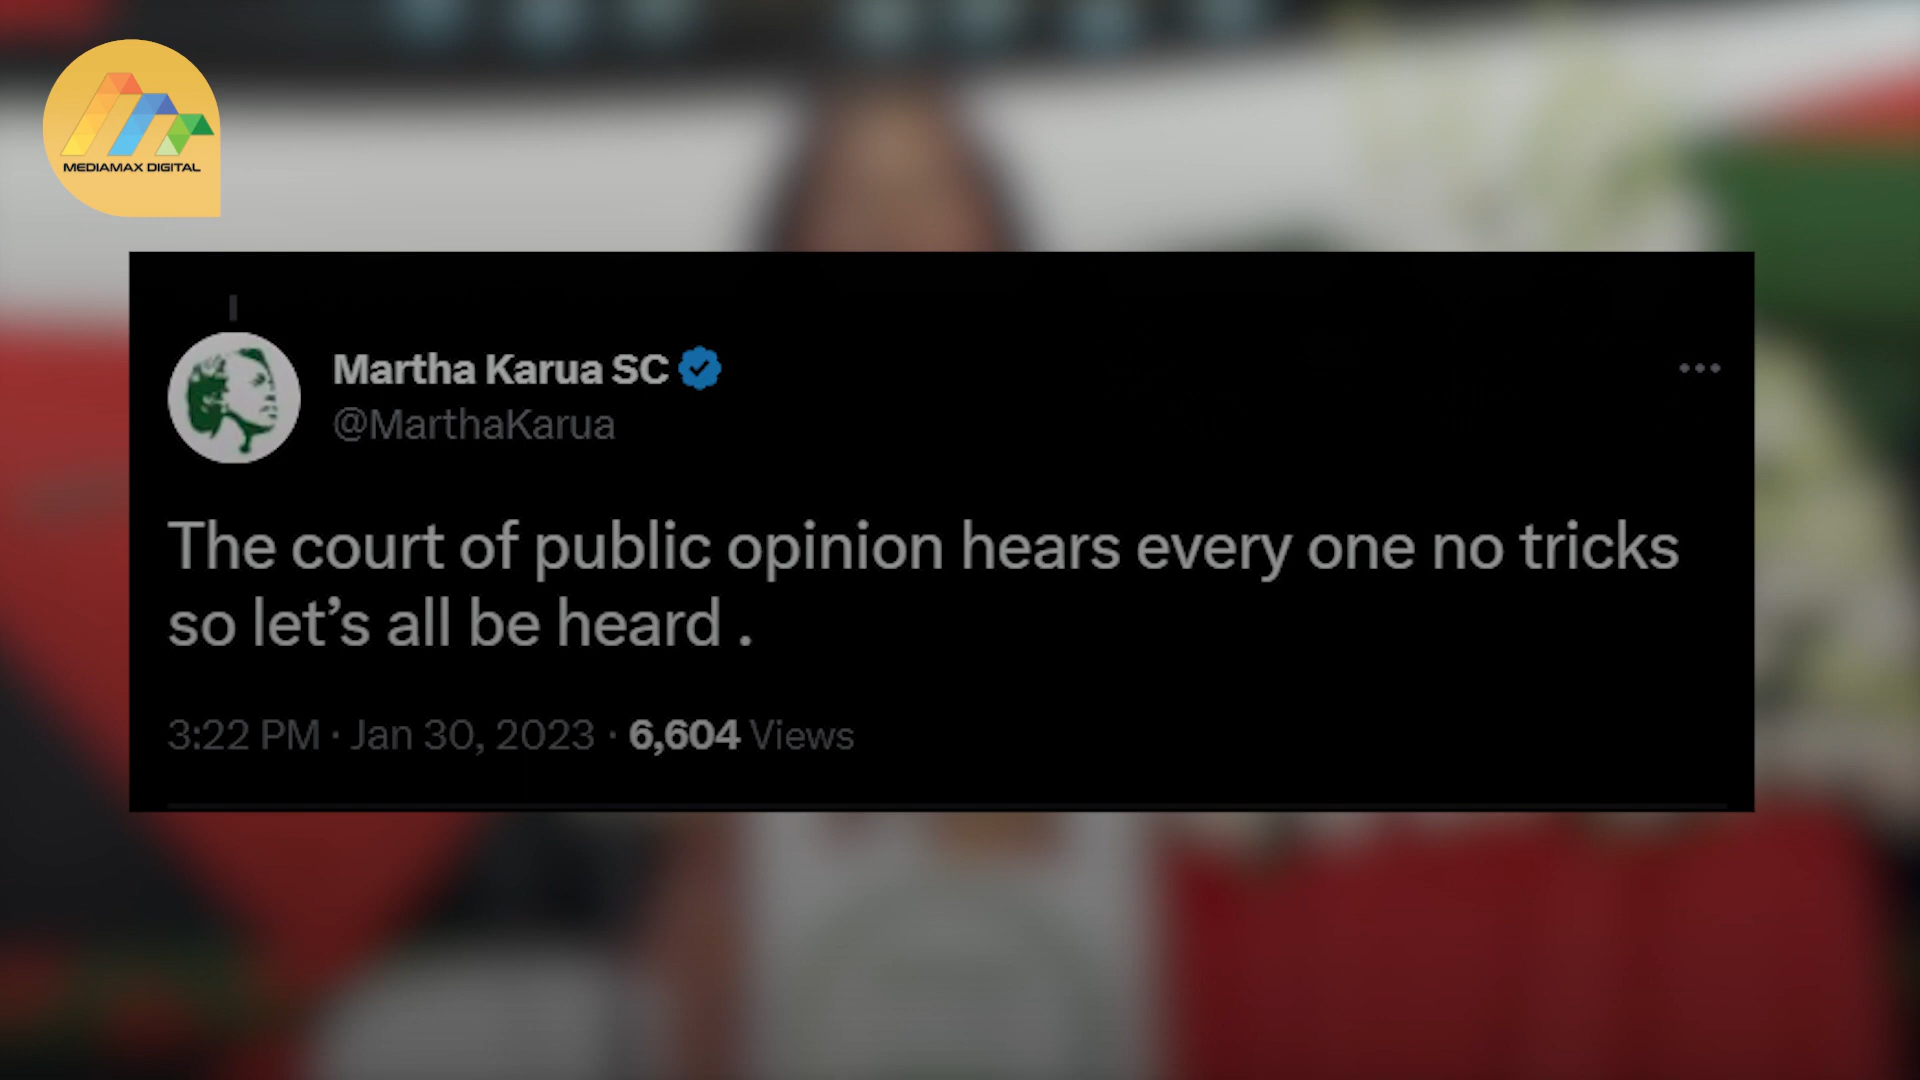 MEDIAMAX DIGITAL
Martha Karua SC
@MarthaKarua
The court of public opinion hears every one no tricks
so let’s all be heard .
3:22 PM · Jan 30, 2023 · 6,604 Views